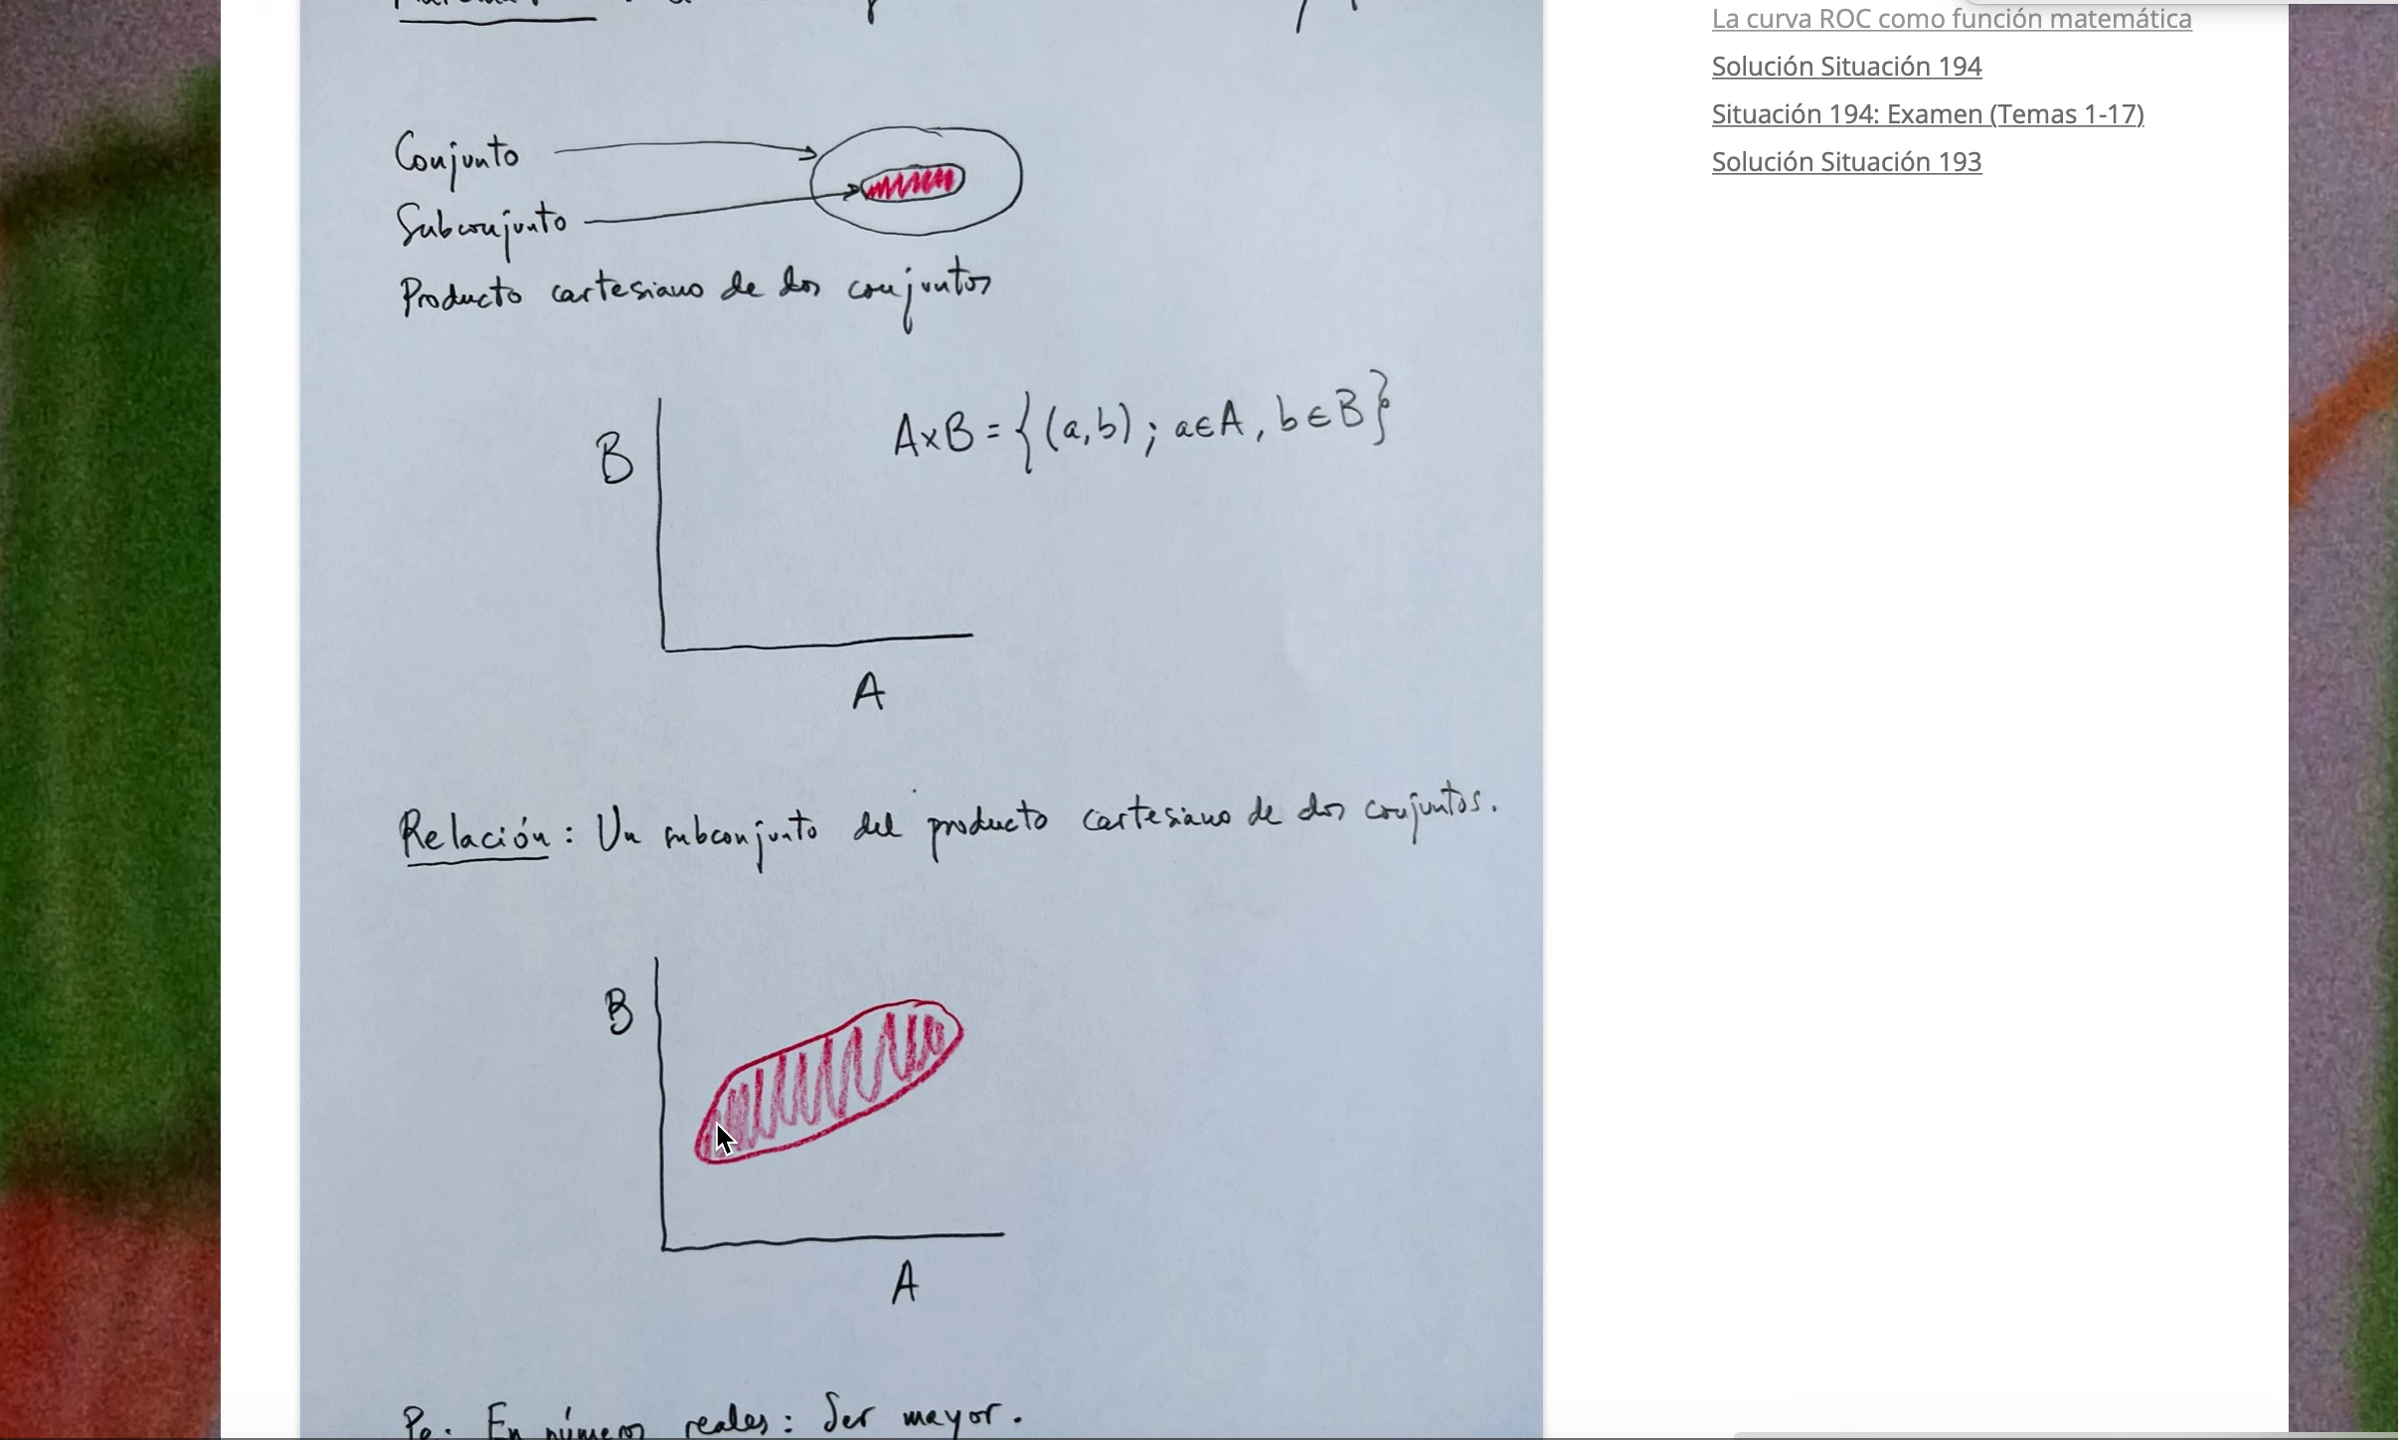 Conjunto
Subconjunto
Producto cartesiano de dos conjuntos
B
A×B = {(a,b); a∈A, b∈B}
A
Relación: Un subconjunto del producto cartesiano de dos conjuntos.
B
A
Pe. En números reales: Ser mayor.
La curva ROC como función matemática
Solución Situación 194
Situación 194: Examen (Temas 1-17)
Solución Situación 193